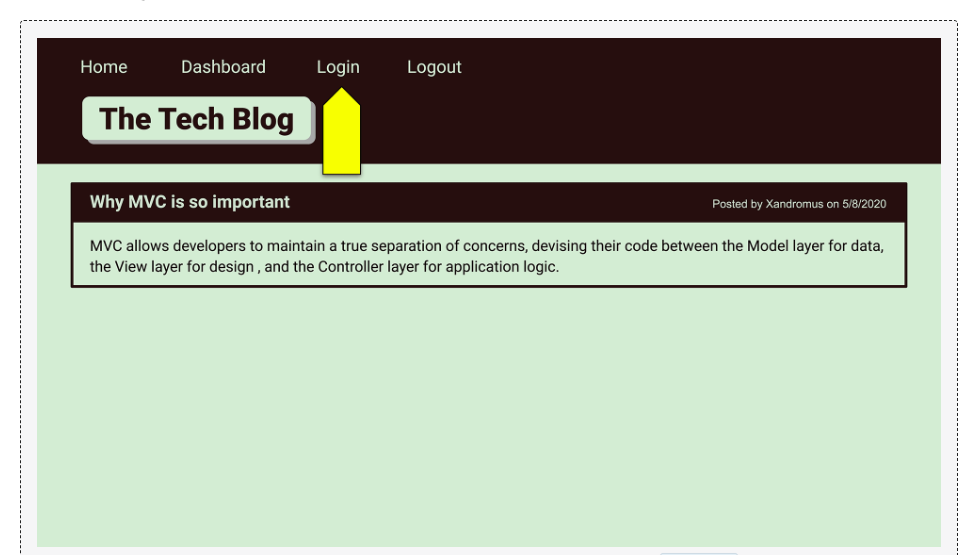 Home Dashboard Login Logout
The Tech Blog
Why MVC is so important Posted by Xandromus on 5/8/2020
MVC allows developers to maintain a true separation of concerns, devising their code between the Model layer for data,
the View layer for design , and the Controller layer for application logic.